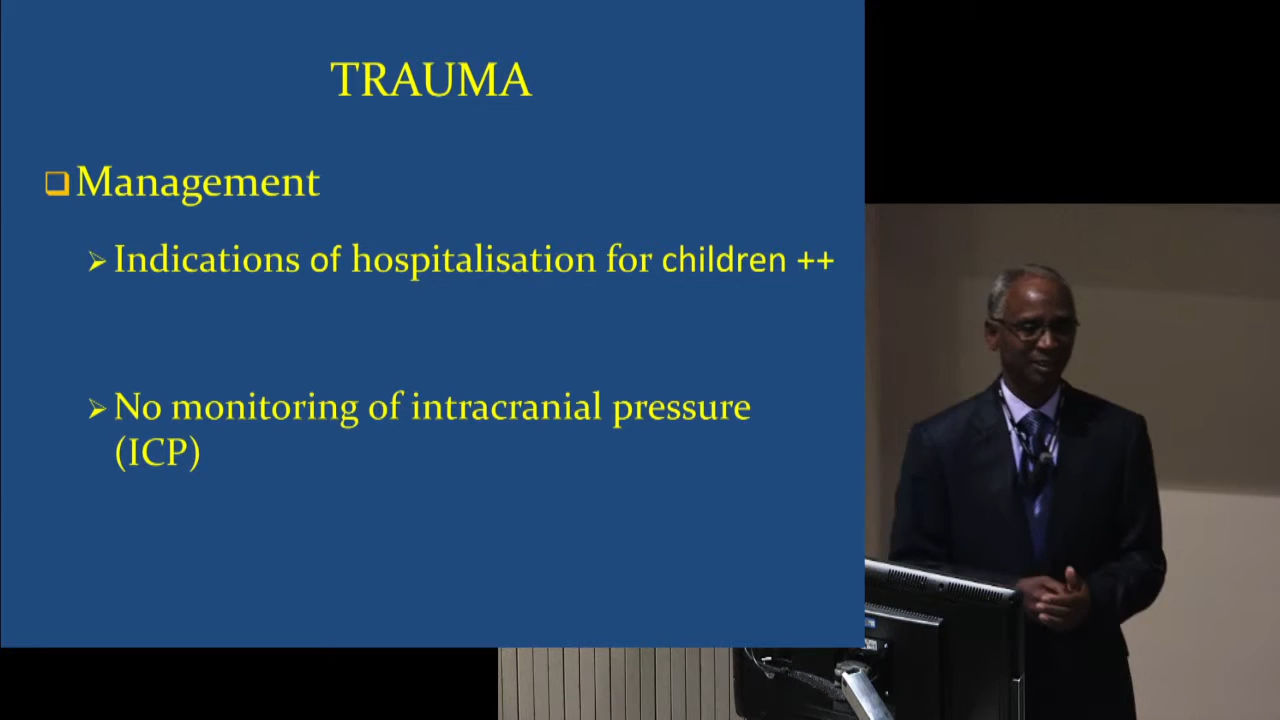 TRAUMA
Management
Indications of hospitalisation for children ++
No monitoring of intracranial pressure
(ICP)